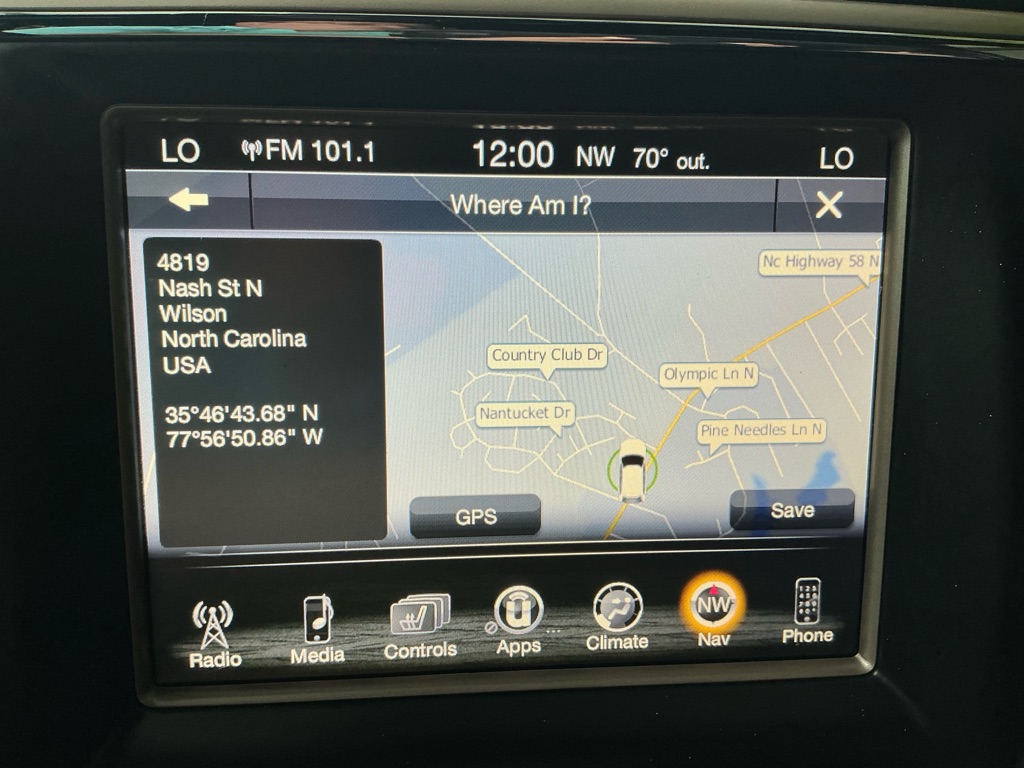 LO FM 101.1 12:00 NW 70° out. LO
Where Am I?
4819
Nash St N
Wilson
North Carolina
USA
35°46'43.68" N
77°56'50.86" W
Nc Highway 58 N
Country Club Dr
Olympic Ln N
Nantucket Dr
Pine Needles Ln N
GPS
Save
NW
Radio
Media
Controls
Apps
Climate
Nav
Phone